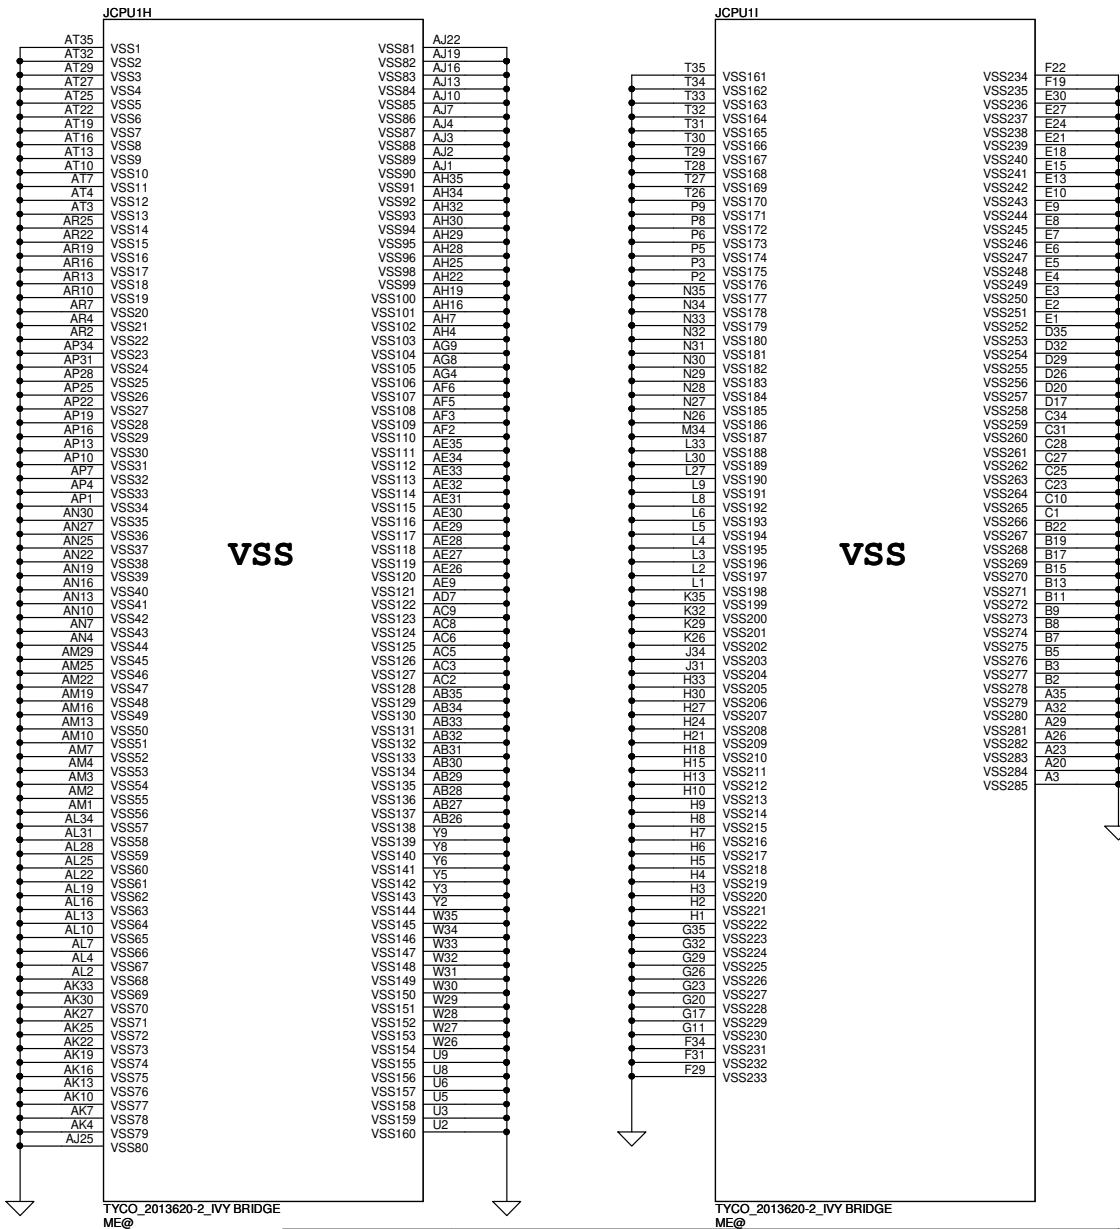 JCPU1H
AT35 VSS1
AT32 VSS2
AT29 VSS3
AT27 VSS4
AT25 VSS5
AT22 VSS6
AT19 VSS7
AT16 VSS8
AT13 VSS9
AT10 VSS10
AT7 VSS11
AT4 VSS12
AT3 VSS13
AR25 VSS14
AR22 VSS15
AR19 VSS16
AR16 VSS17
AR13 VSS18
AR10 VSS19
AR7 VSS20
AR4 VSS21
AR2 VSS22
AP34 VSS23
AP31 VSS24
AP28 VSS25
AP25 VSS26
AP22 VSS27
AP19 VSS28
AP16 VSS29
AP13 VSS30
AP10 VSS31
AP7 VSS32
AP4 VSS33
AP1 VSS34
AN30 VSS35
AN27 VSS36
AN25 VSS37
AN22 VSS38
AN19 VSS39
AN16 VSS40
AN13 VSS41
AN10 VSS42
AN7 VSS43
AN4 VSS44
AM29 VSS45
AM25 VSS46
AM22 VSS47
AM19 VSS48
AM16 VSS49
AM13 VSS50
AM10 VSS51
AM7 VSS52
AM4 VSS53
AM3 VSS54
AM2 VSS55
AM1 VSS56
AL34 VSS57
AL31 VSS58
AL28 VSS59
AL25 VSS60
AL22 VSS61
AL19 VSS62
AL16 VSS63
AL13 VSS64
AL10 VSS65
AL7 VSS66
AL4 VSS67
AL2 VSS68
AK33 VSS69
AK30 VSS70
AK27 VSS71
AK25 VSS72
AK22 VSS73
AK19 VSS74
AK16 VSS75
AK13 VSS76
AK10 VSS77
AK7 VSS78
AK4 VSS79
AJ25 VSS80
VSS
VSS81 AJ22
VSS82 AJ19
VSS83 AJ16
VSS84 AJ13
VSS85 AJ10
VSS86 AJ7
VSS87 AJ4
VSS88 AJ3
VSS89 AJ2
VSS90 AJ1
VSS91 AH35
VSS92 AH34
VSS93 AH32
VSS94 AH30
VSS95 AH29
VSS96 AH28
VSS98 AH25
VSS99 AH22
VSS100 AH19
VSS101 AH16
VSS102 AH7
VSS103 AH4
VSS104 AG9
VSS105 AG8
VSS106 AG4
VSS107 AF6
VSS108 AF5
VSS109 AF3
VSS110 AF2
VSS111 AE35
VSS112 AE34
VSS113 AE33
VSS114 AE32
VSS115 AE31
VSS116 AE30
VSS117 AE29
VSS118 AE28
VSS119 AE27
VSS120 AE26
VSS121 AE9
VSS122 AD7
VSS123 AC9
VSS124 AC8
VSS125 AC6
VSS126 AC5
VSS127 AC3
VSS128 AC2
VSS129 AB35
VSS130 AB34
VSS131 AB33
VSS132 AB32
VSS133 AB31
VSS134 AB30
VSS135 AB29
VSS136 AB28
VSS137 AB27
VSS138 AB26
VSS139 Y9
VSS140 Y8
VSS141 Y6
VSS142 Y5
VSS143 Y3
VSS144 Y2
VSS145 W35
VSS146 W34
VSS147 W33
VSS148 W32
VSS149 W31
VSS150 W30
VSS151 W29
VSS152 W28
VSS153 W27
VSS154 W26
VSS155 U9
VSS156 U8
VSS157 U6
VSS158 U5
VSS159 U3
VSS160 U2
TYCO_2013620-2_IVY BRIDGE
ME@
JCPU1I
T35 VSS161
T34 VSS162
T33 VSS163
T32 VSS164
T31 VSS165
T30 VSS166
T29 VSS167
T28 VSS168
T27 VSS169
T26 VSS170
P9 VSS171
P8 VSS172
P6 VSS173
P5 VSS174
P3 VSS175
P2 VSS176
N35 VSS177
N34 VSS178
N33 VSS179
N32 VSS180
N31 VSS181
N30 VSS182
N29 VSS183
N28 VSS184
N27 VSS185
N26 VSS186
M34 VSS187
L33 VSS188
L30 VSS189
L27 VSS190
L9 VSS191
L8 VSS192
L6 VSS193
L5 VSS194
L4 VSS195
L3 VSS196
L2 VSS197
L1 VSS198
K35 VSS199
K32 VSS200
K29 VSS201
K26 VSS202
J34 VSS203
J31 VSS204
H33 VSS205
H30 VSS206
H27 VSS207
H24 VSS208
H21 VSS209
H18 VSS210
H15 VSS211
H13 VSS212
H10 VSS213
H9 VSS214
H8 VSS215
H7 VSS216
H6 VSS217
H5 VSS218
H4 VSS219
H3 VSS220
H2 VSS221
H1 VSS222
G35 VSS223
G32 VSS224
G29 VSS225
G26 VSS226
G23 VSS227
G20 VSS228
G17 VSS229
G11 VSS230
F34 VSS231
F31 VSS232
F29 VSS233
VSS
VSS234 F22
VSS235 F19
VSS236 E30
VSS237 E27
VSS238 E24
VSS239 E21
VSS240 E18
VSS241 E15
VSS242 E13
VSS243 E10
VSS244 E9
VSS245 E8
VSS246 E7
VSS247 E6
VSS248 E5
VSS249 E4
VSS250 E3
VSS251 E2
VSS252 E1
VSS253 D35
VSS254 D32
VSS255 D29
VSS256 D26
VSS257 D20
VSS258 D17
VSS259 C34
VSS260 C31
VSS261 C28
VSS262 C27
VSS263 C25
VSS264 C23
VSS265 C10
VSS266 C1
VSS267 B22
VSS268 B19
VSS269 B17
VSS270 B15
VSS271 B13
VSS272 B11
VSS273 B9
VSS274 B8
VSS275 B7
VSS276 B5
VSS277 B3
VSS278 B2
VSS279 A35
VSS280 A32
VSS281 A29
VSS282 A26
VSS283 A23
VSS284 A20
VSS285 A3
TYCO_2013620-2_IVY BRIDGE
ME@